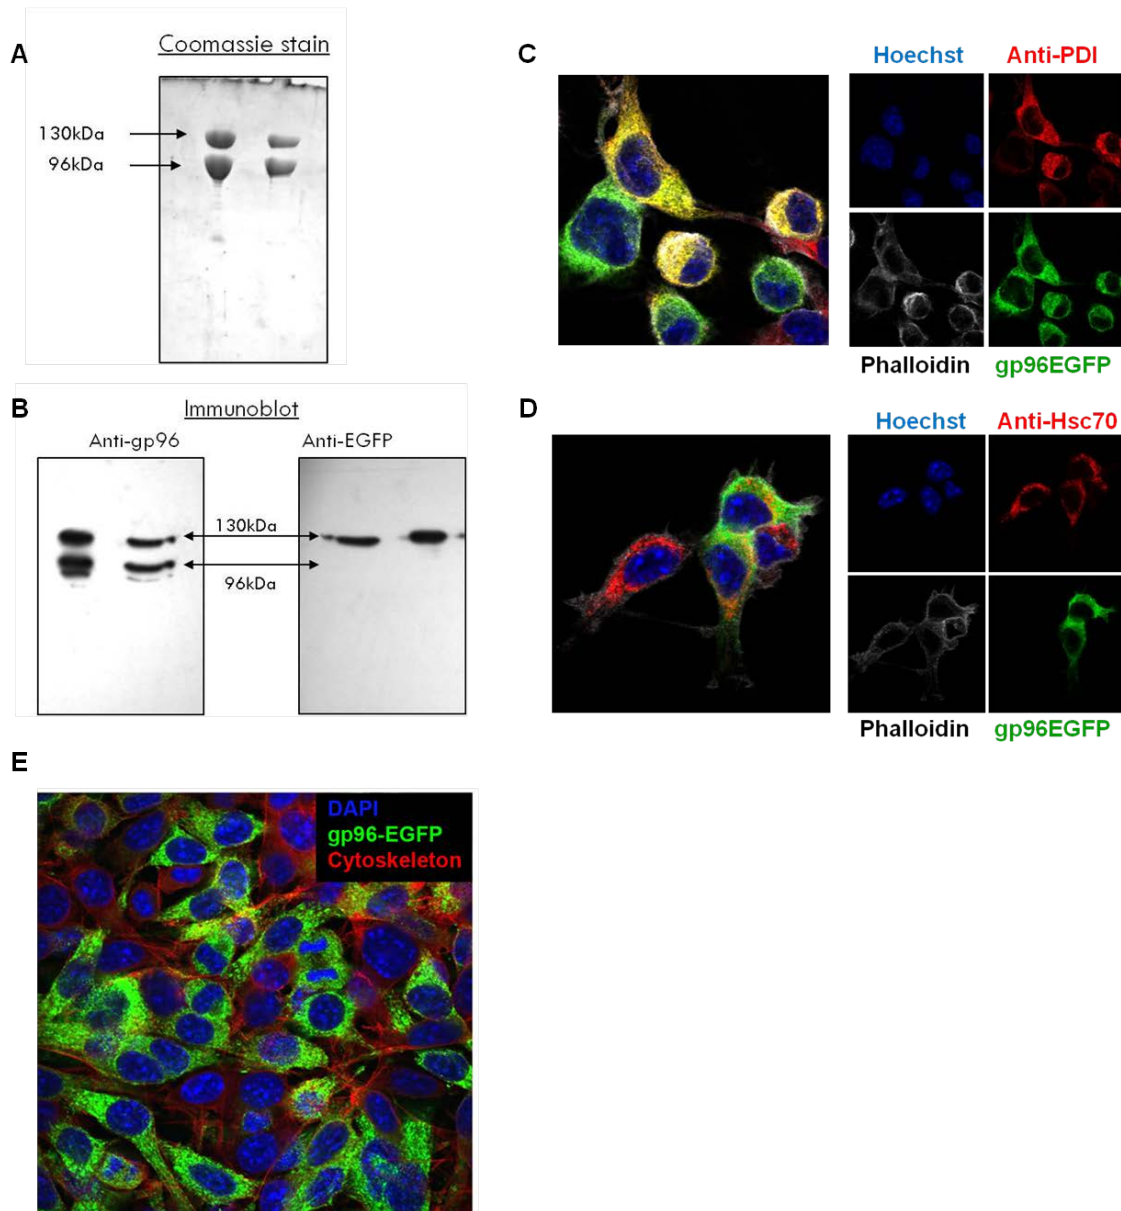 A
Coomassie stain
130kDa
96kDa
B
Immunoblot
Anti-gp96
Anti-EGFP
130kDa
96kDa
C
Hoechst
Anti-PDI
Phalloidin
gp96EGFP
D
Hoechst
Anti-Hsc70
Phalloidin
gp96EGFP
E
DAPI
gp96-EGFP
Cytoskeleton